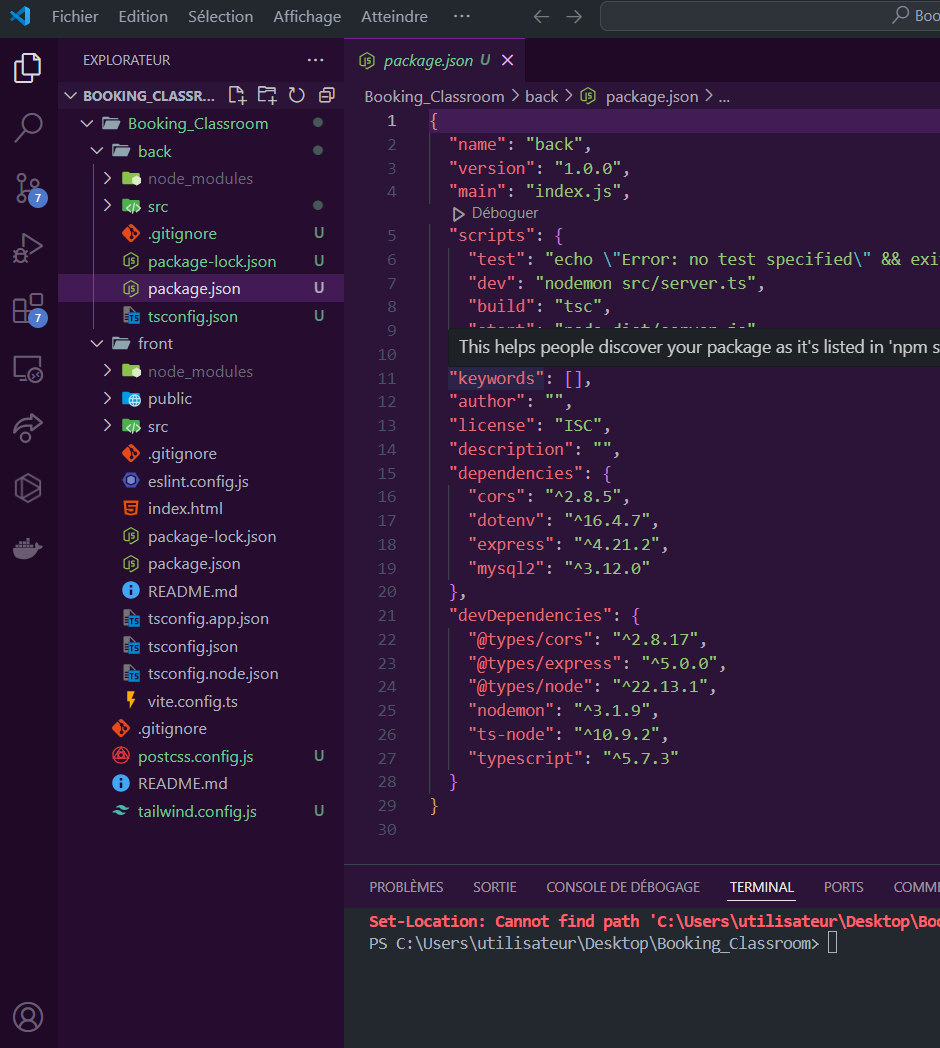 Fichier Edition Sélection Affichage Atteindre ··· Boo
EXPLORATEUR ···
package.json U
BOOKING_CLASSR...
Booking_Classroom > back > package.json > ...
Booking_Classroom
back
node_modules
src
.gitignore U
package-lock.json U
package.json U
tsconfig.json U
front
node_modules
public
src
.gitignore
eslint.config.js
index.html
package-lock.json
package.json
README.md
tsconfig.app.json
tsconfig.json
tsconfig.node.json
vite.config.ts
.gitignore
postcss.config.js U
README.md
tailwind.config.js U
7
7
1 {
2 "name": "back",
3 "version": "1.0.0",
4 "main": "index.js",
Déboguer
5 "scripts": {
6 "test": "echo \"Error: no test specified\" && exi
7 "dev": "nodemon src/server.ts",
8 "build": "tsc",
9 "start": "node dist/server.js"
This helps people discover your package as it's listed in 'npm s
10
11 "keywords": [],
12 "author": "",
13 "license": "ISC",
14 "description": "",
15 "dependencies": {
16 "cors": "^2.8.5",
17 "dotenv": "^16.4.7",
18 "express": "^4.21.2",
19 "mysql2": "^3.12.0"
20 },
21 "devDependencies": {
22 "@types/cors": "^2.8.17",
23 "@types/express": "^5.0.0",
24 "@types/node": "^22.13.1",
25 "nodemon": "^3.1.9",
26 "ts-node": "^10.9.2",
27 "typescript": "^5.7.3"
28 }
29 }
30
PROBLÈMES SORTIE CONSOLE DE DÉBOGAGE TERMINAL PORTS COMME
Set-Location: Cannot find path 'C:\Users\utilisateur\Desktop\Boo
PS C:\Users\utilisateur\Desktop\Booking_Classroom>